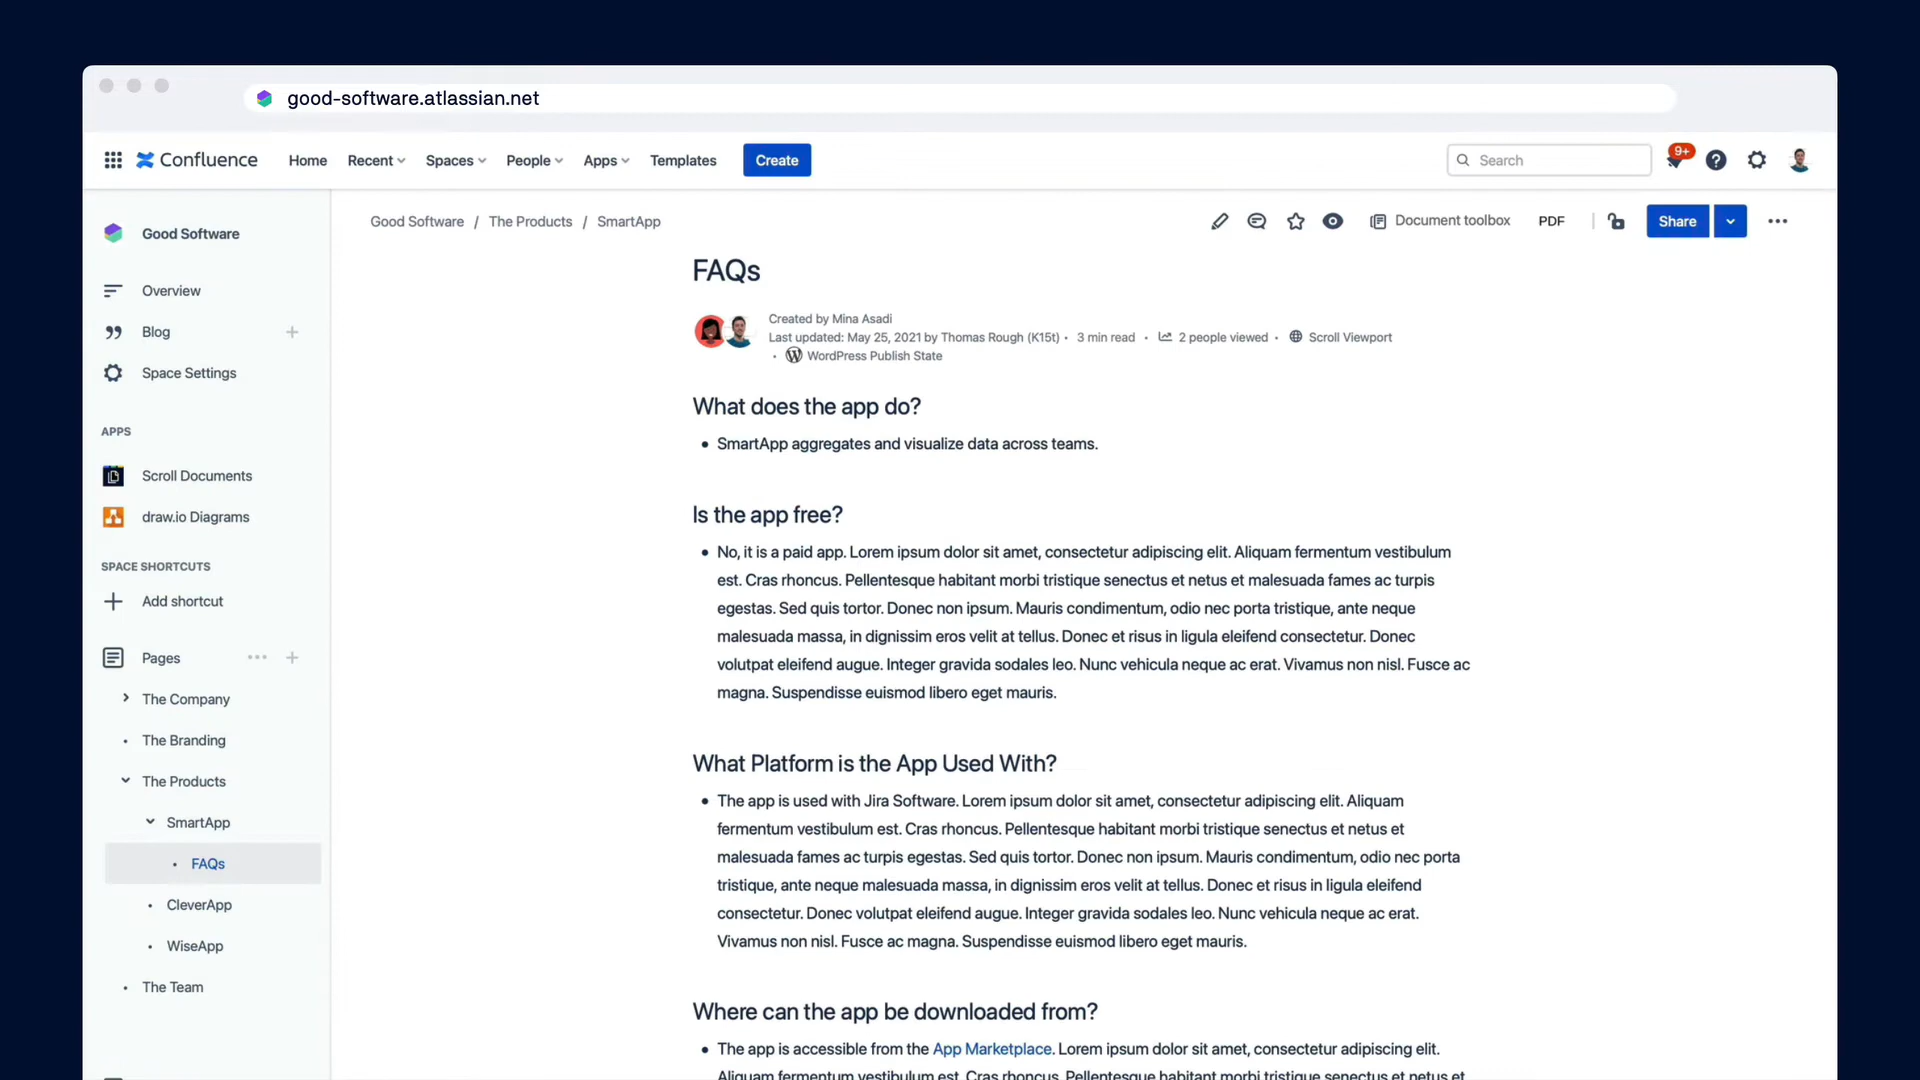 good-software.atlassian.net
Confluence Home Recent Spaces People Apps Templates Create Search 9+
Good Software
Overview
Blog
Space Settings
APPS
Scroll Documents
draw.io Diagrams
SPACE SHORTCUTS
Add shortcut
Pages
The Company
The Branding
The Products
SmartApp
FAQs
CleverApp
WiseApp
The Team
Good Software / The Products / SmartApp
Document toolbox PDF Share
FAQs
Created by Mina Asadi
Last updated: May 25, 2021 by Thomas Rough (K15t) • 3 min read • 2 people viewed • Scroll Viewport
• WordPress Publish State
What does the app do?
• SmartApp aggregates and visualize data across teams.
Is the app free?
• No, it is a paid app. Lorem ipsum dolor sit amet, consectetur adipiscing elit. Aliquam fermentum vestibulum
est. Cras rhoncus. Pellentesque habitant morbi tristique senectus et netus et malesuada fames ac turpis
egestas. Sed quis tortor. Donec non ipsum. Mauris condimentum, odio nec porta tristique, ante neque
malesuada massa, in dignissim eros velit at tellus. Donec et risus in ligula eleifend consectetur. Donec
volutpat eleifend augue. Integer gravida sodales leo. Nunc vehicula neque ac erat. Vivamus non nisl. Fusce ac
magna. Suspendisse euismod libero eget mauris.
What Platform is the App Used With?
• The app is used with Jira Software. Lorem ipsum dolor sit amet, consectetur adipiscing elit. Aliquam
fermentum vestibulum est. Cras rhoncus. Pellentesque habitant morbi tristique senectus et netus et
malesuada fames ac turpis egestas. Sed quis tortor. Donec non ipsum. Mauris condimentum, odio nec porta
tristique, ante neque malesuada massa, in dignissim eros velit at tellus. Donec et risus in ligula eleifend
consectetur. Donec volutpat eleifend augue. Integer gravida sodales leo. Nunc vehicula neque ac erat.
Vivamus non nisl. Fusce ac magna. Suspendisse euismod libero eget mauris.
Where can the app be downloaded from?
• The app is accessible from the App Marketplace. Lorem ipsum dolor sit amet, consectetur adipiscing elit.
Aliquam fermentum vestibulum est. Cras rhoncus. Pellentesque habitant morbi tristique senectus et netus et